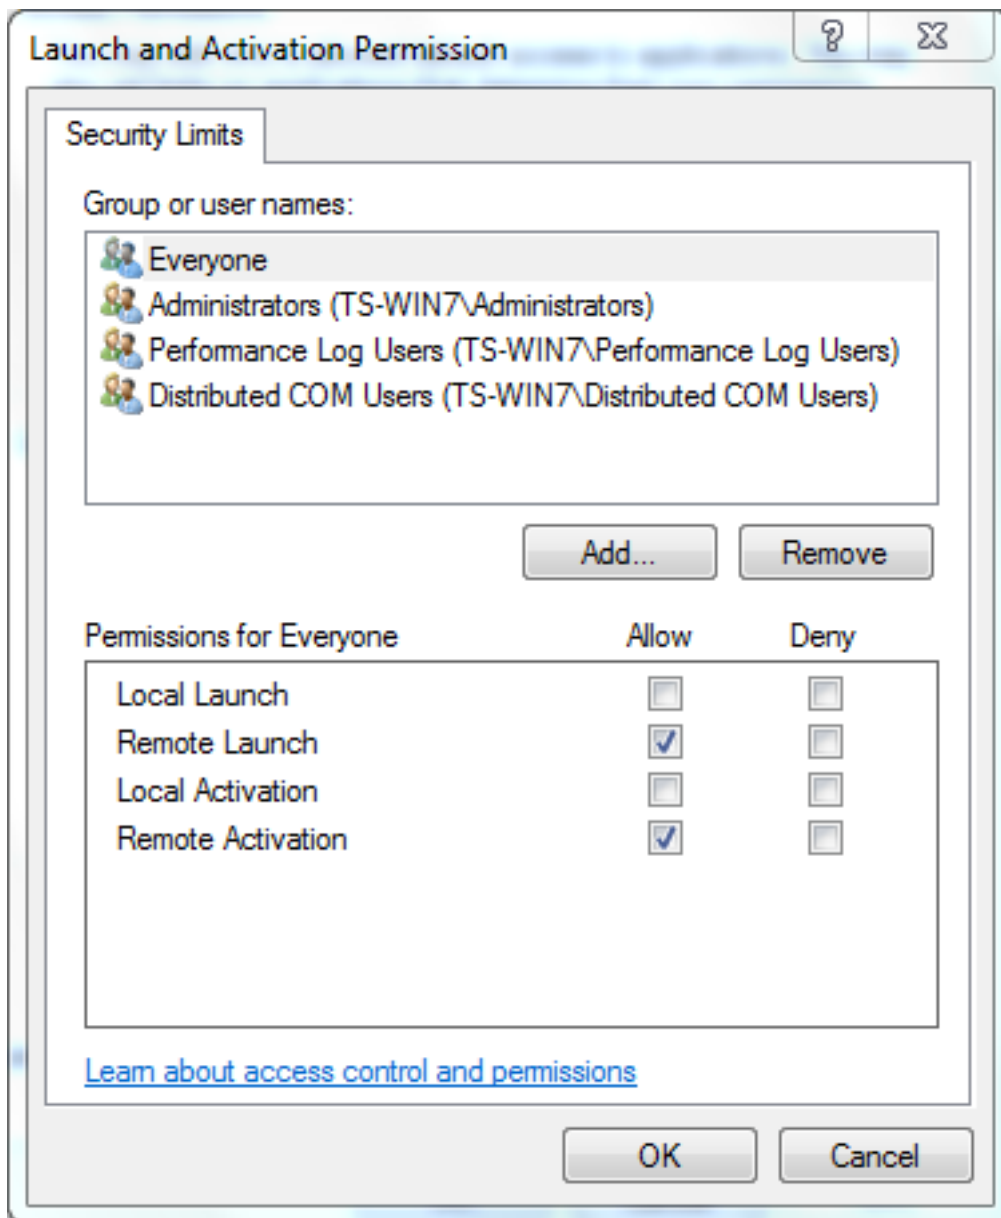 Launch and Activation Permission
Security Limits
Group or user names:
Everyone
Administrators (TS-WIN7\Administrators)
Performance Log Users (TS-WIN7\Performance Log Users)
Distributed COM Users (TS-WIN7\Distributed COM Users)
Add... Remove
Permissions for Everyone Allow Deny
Local Launch
Remote Launch
Local Activation
Remote Activation
Learn about access control and permissions
OK Cancel